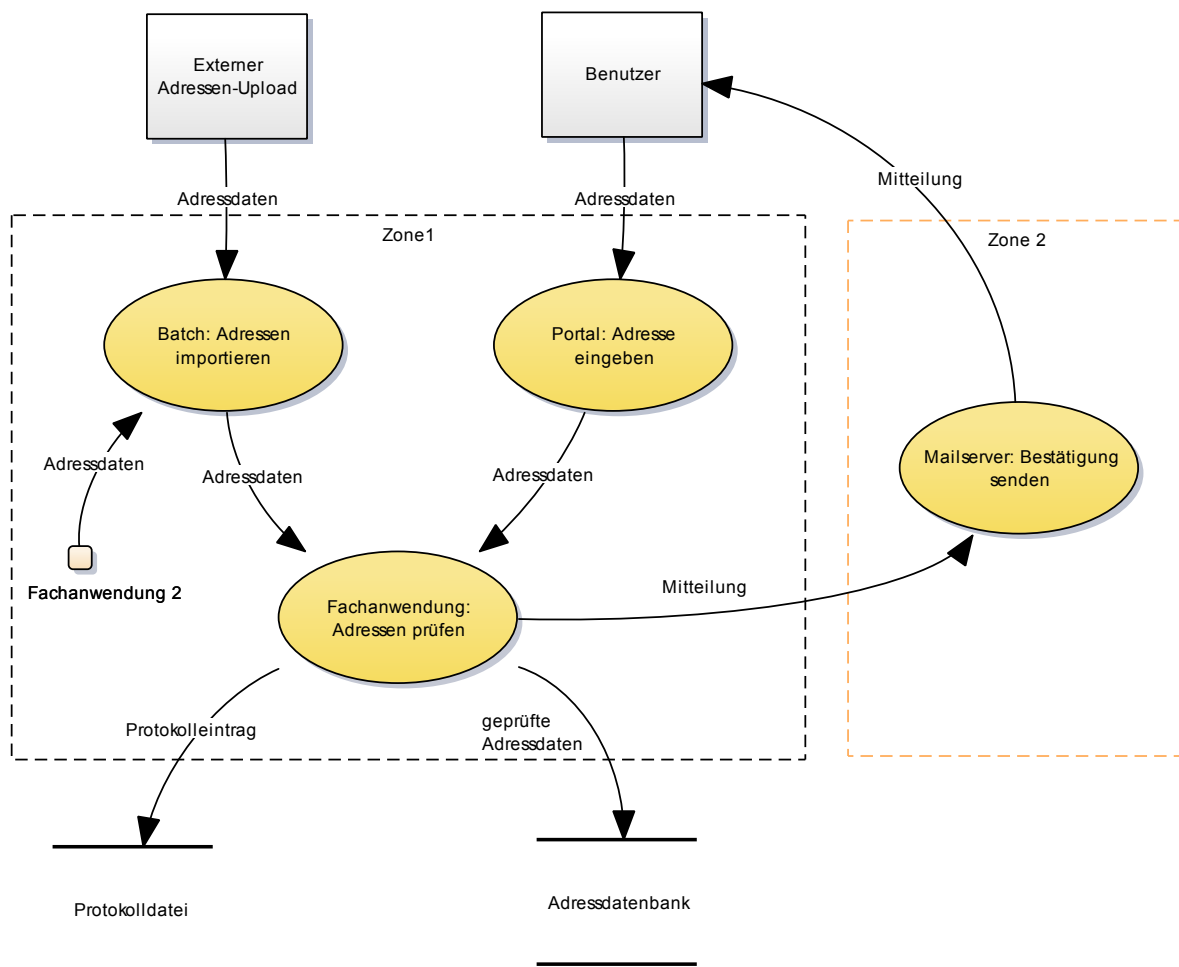 Externer
Adressen-Upload
Benutzer
Mitteilung
Adressdaten
Adressdaten
Zone1
Zone 2
Batch: Adressen
importieren
Portal: Adresse
eingeben
Mailserver: Bestätigung
senden
Adressdaten
Adressdaten
Adressdaten
Fachanwendung 2
Fachanwendung:
Adressen prüfen
Mitteilung
Protokolleintrag
geprüfte
Adressdaten
Protokolldatei
Adressdatenbank